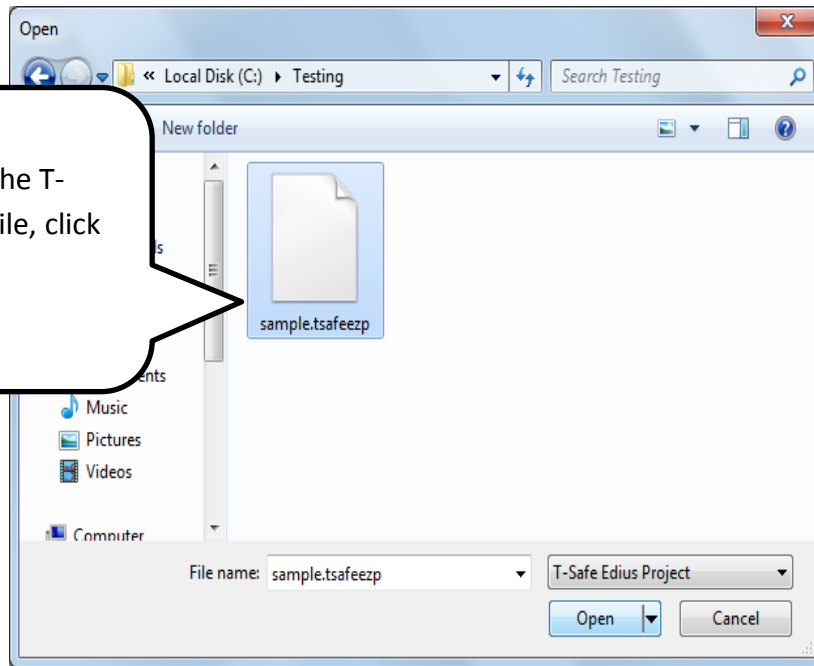 Open
« Local Disk (C:) ▸ Testing
Search Testing
New folder
he T-
ile, click
sample.tsafeezp
Music
Pictures
Videos
Computer
File name: sample.tsafeezp
T-Safe Edius Project
Open
Cancel